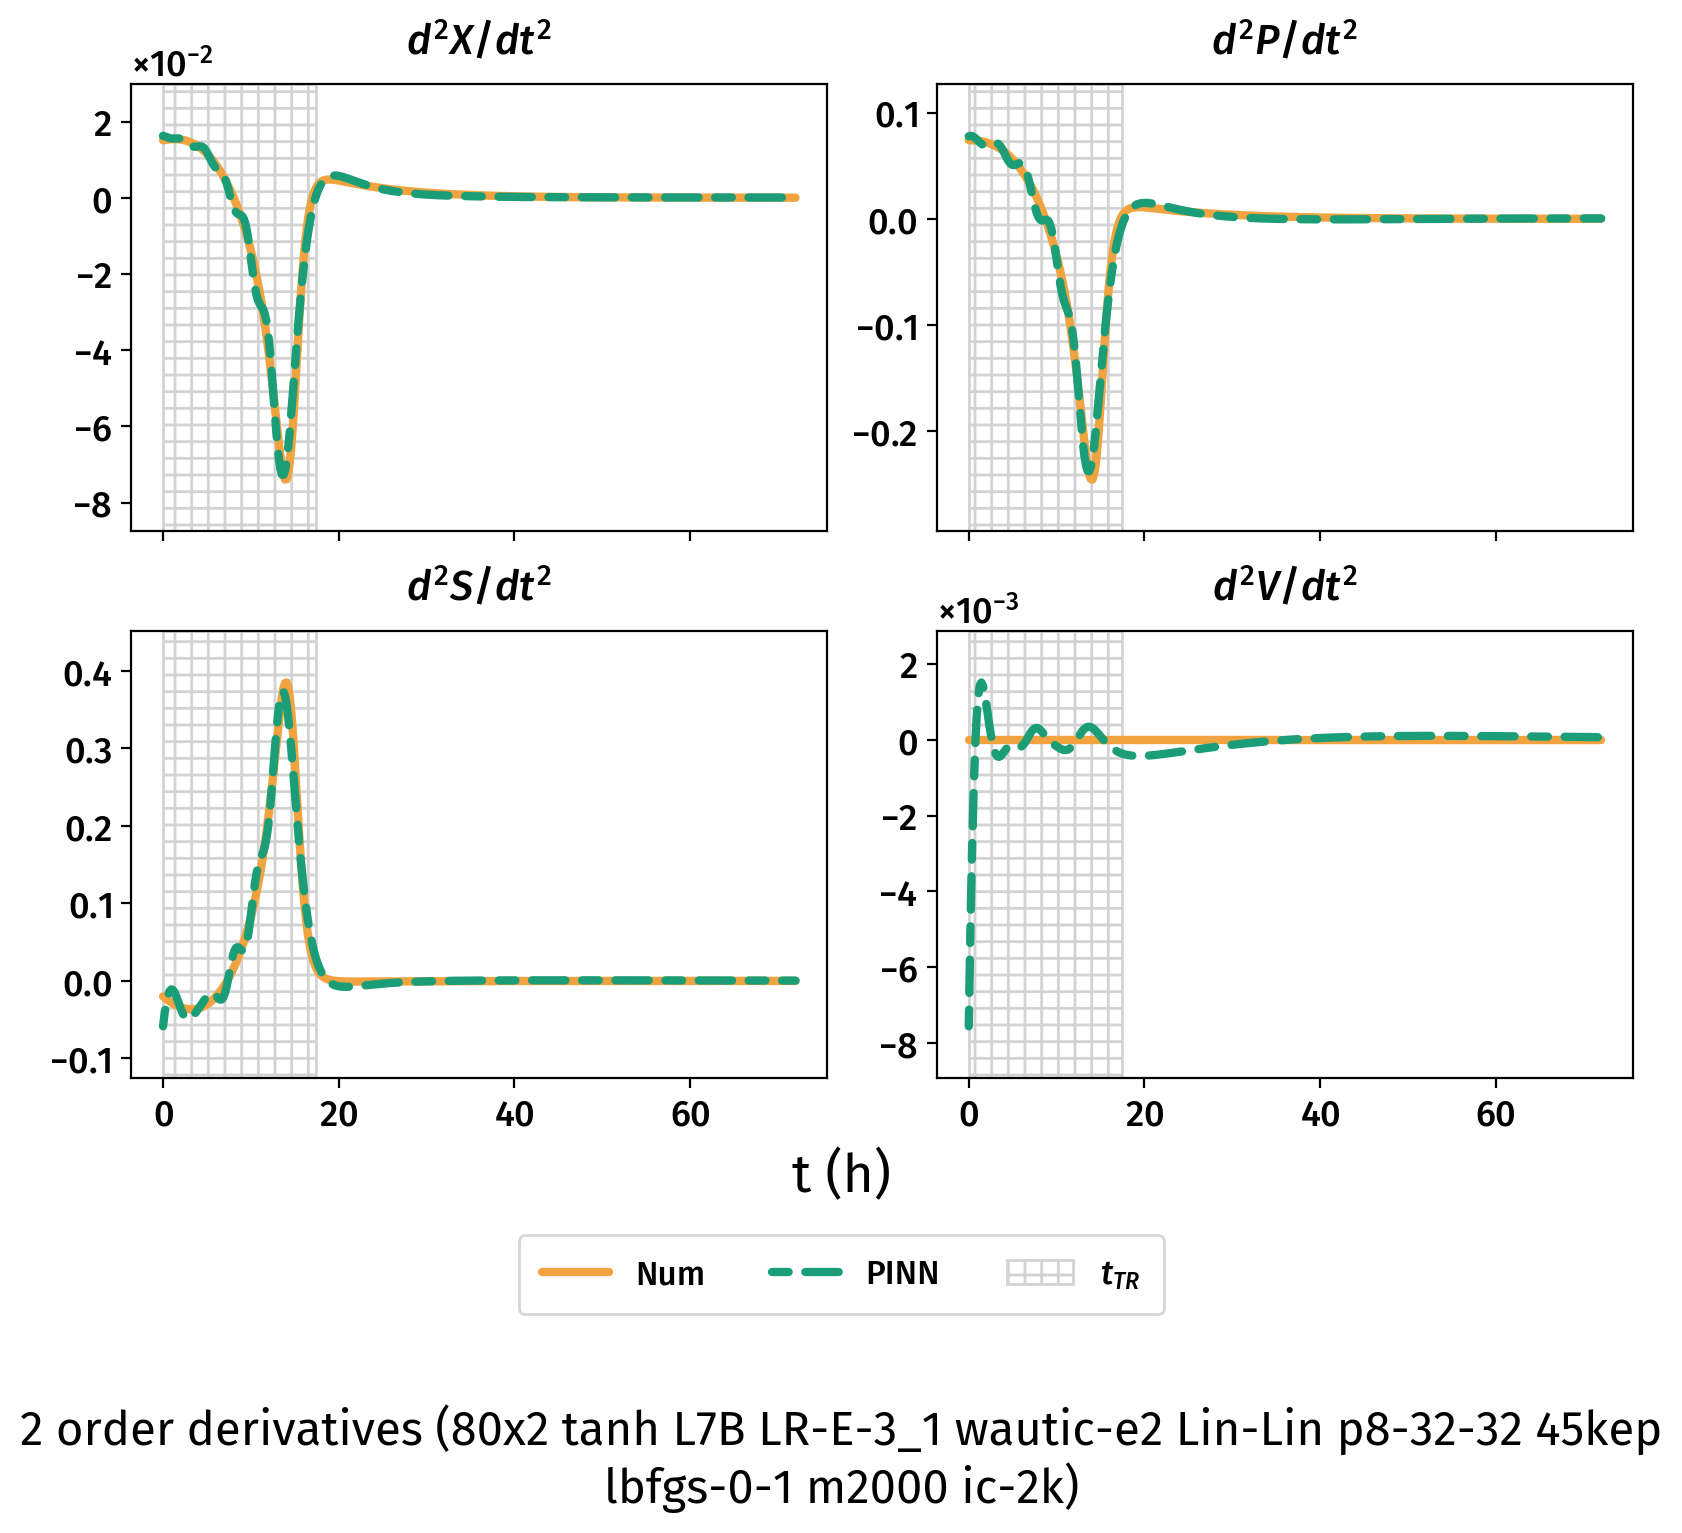 d²X/dt²
×10⁻²
2
0
−2
−4
−6
−8
d²P/dt²
0.1
0.0
−0.1
−0.2
d²S/dt²
0.4
0.3
0.2
0.1
0.0
−0.1
0 20 40 60
d²V/dt²
×10⁻³
2
0
−2
−4
−6
−8
0 20 40 60
t (h)
Num PINN t_TR
2 order derivatives (80x2 tanh L7B LR-E-3_1 wautic-e2 Lin-Lin p8-32-32 45kep
lbfgs-0-1 m2000 ic-2k)